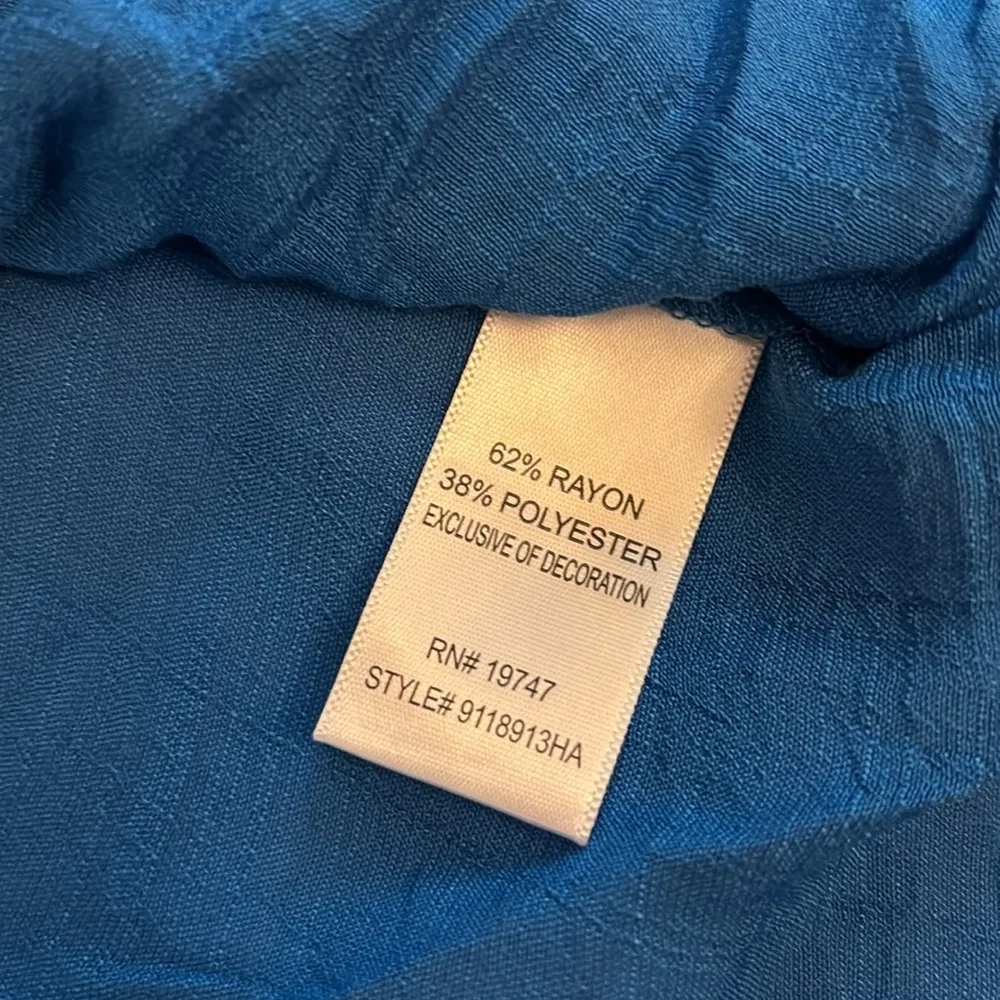 62% RAYON
38% POLYESTER
EXCLUSIVE OF DECORATION
RN# 19747
STYLE# 9118913HA